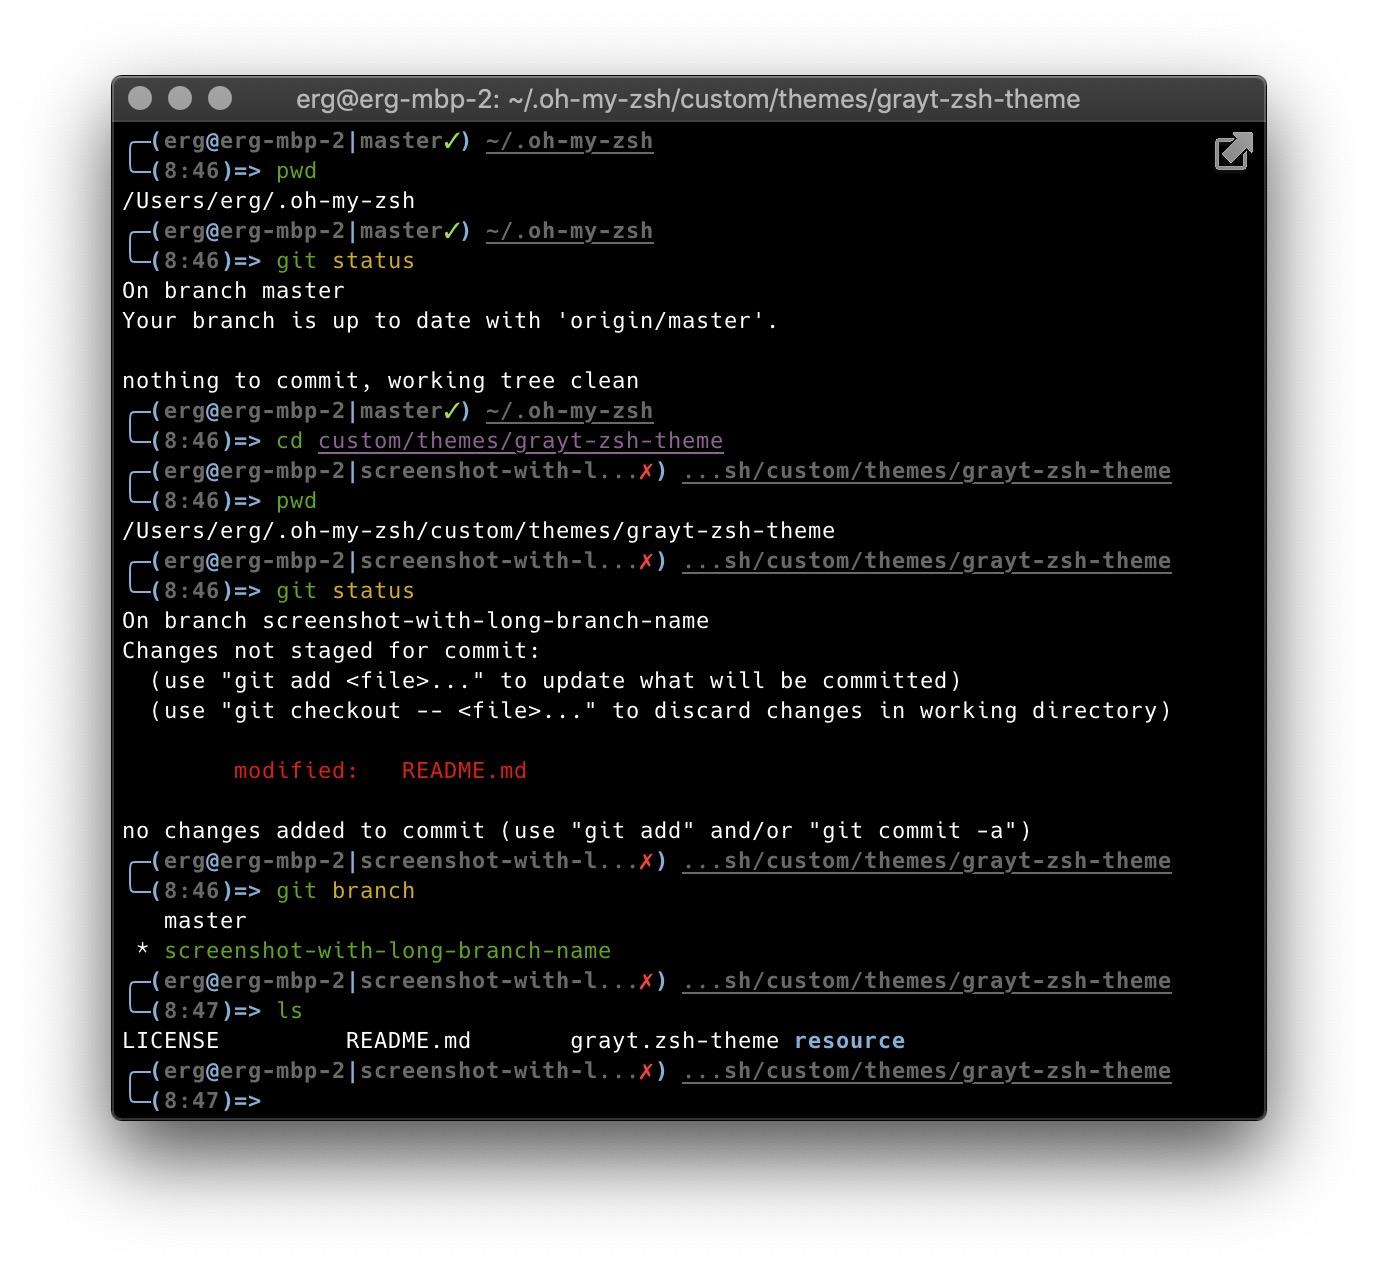 erg@erg-mbp-2: ~/.oh-my-zsh/custom/themes/grayt-zsh-theme
╭─(erg@erg-mbp-2|master✓) ~/.oh-my-zsh
╰─(8:46)=> pwd
/Users/erg/.oh-my-zsh
╭─(erg@erg-mbp-2|master✓) ~/.oh-my-zsh
╰─(8:46)=> git status
On branch master
Your branch is up to date with 'origin/master'.
nothing to commit, working tree clean
╭─(erg@erg-mbp-2|master✓) ~/.oh-my-zsh
╰─(8:46)=> cd custom/themes/grayt-zsh-theme
╭─(erg@erg-mbp-2|screenshot-with-l...✗) ...sh/custom/themes/grayt-zsh-theme
╰─(8:46)=> pwd
/Users/erg/.oh-my-zsh/custom/themes/grayt-zsh-theme
╭─(erg@erg-mbp-2|screenshot-with-l...✗) ...sh/custom/themes/grayt-zsh-theme
╰─(8:46)=> git status
On branch screenshot-with-long-branch-name
Changes not staged for commit:
  (use "git add <file>..." to update what will be committed)
  (use "git checkout -- <file>..." to discard changes in working directory)
        modified:   README.md
no changes added to commit (use "git add" and/or "git commit -a")
╭─(erg@erg-mbp-2|screenshot-with-l...✗) ...sh/custom/themes/grayt-zsh-theme
╰─(8:46)=> git branch
   master
 * screenshot-with-long-branch-name
╭─(erg@erg-mbp-2|screenshot-with-l...✗) ...sh/custom/themes/grayt-zsh-theme
╰─(8:47)=> ls
LICENSE         README.md       grayt.zsh-theme resource
╭─(erg@erg-mbp-2|screenshot-with-l...✗) ...sh/custom/themes/grayt-zsh-theme
╰─(8:47)=>